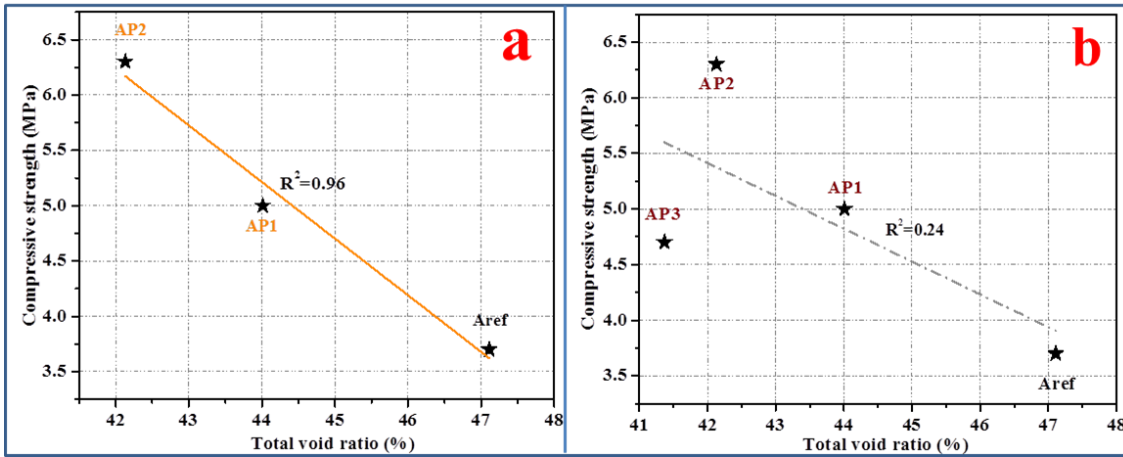 a
Compressive strength (MPa)
6.5
6.0
5.5
5.0
4.5
4.0
3.5
AP2
R²=0.96
AP1
Aref
42 43 44 45 46 47 48
Total void ratio (%)
b
Compressive strength (MPa)
6.5
6.0
5.5
5.0
4.5
4.0
3.5
AP2
AP1
AP3
R²=0.24
Aref
41 42 43 44 45 46 47 48
Total void ratio (%)